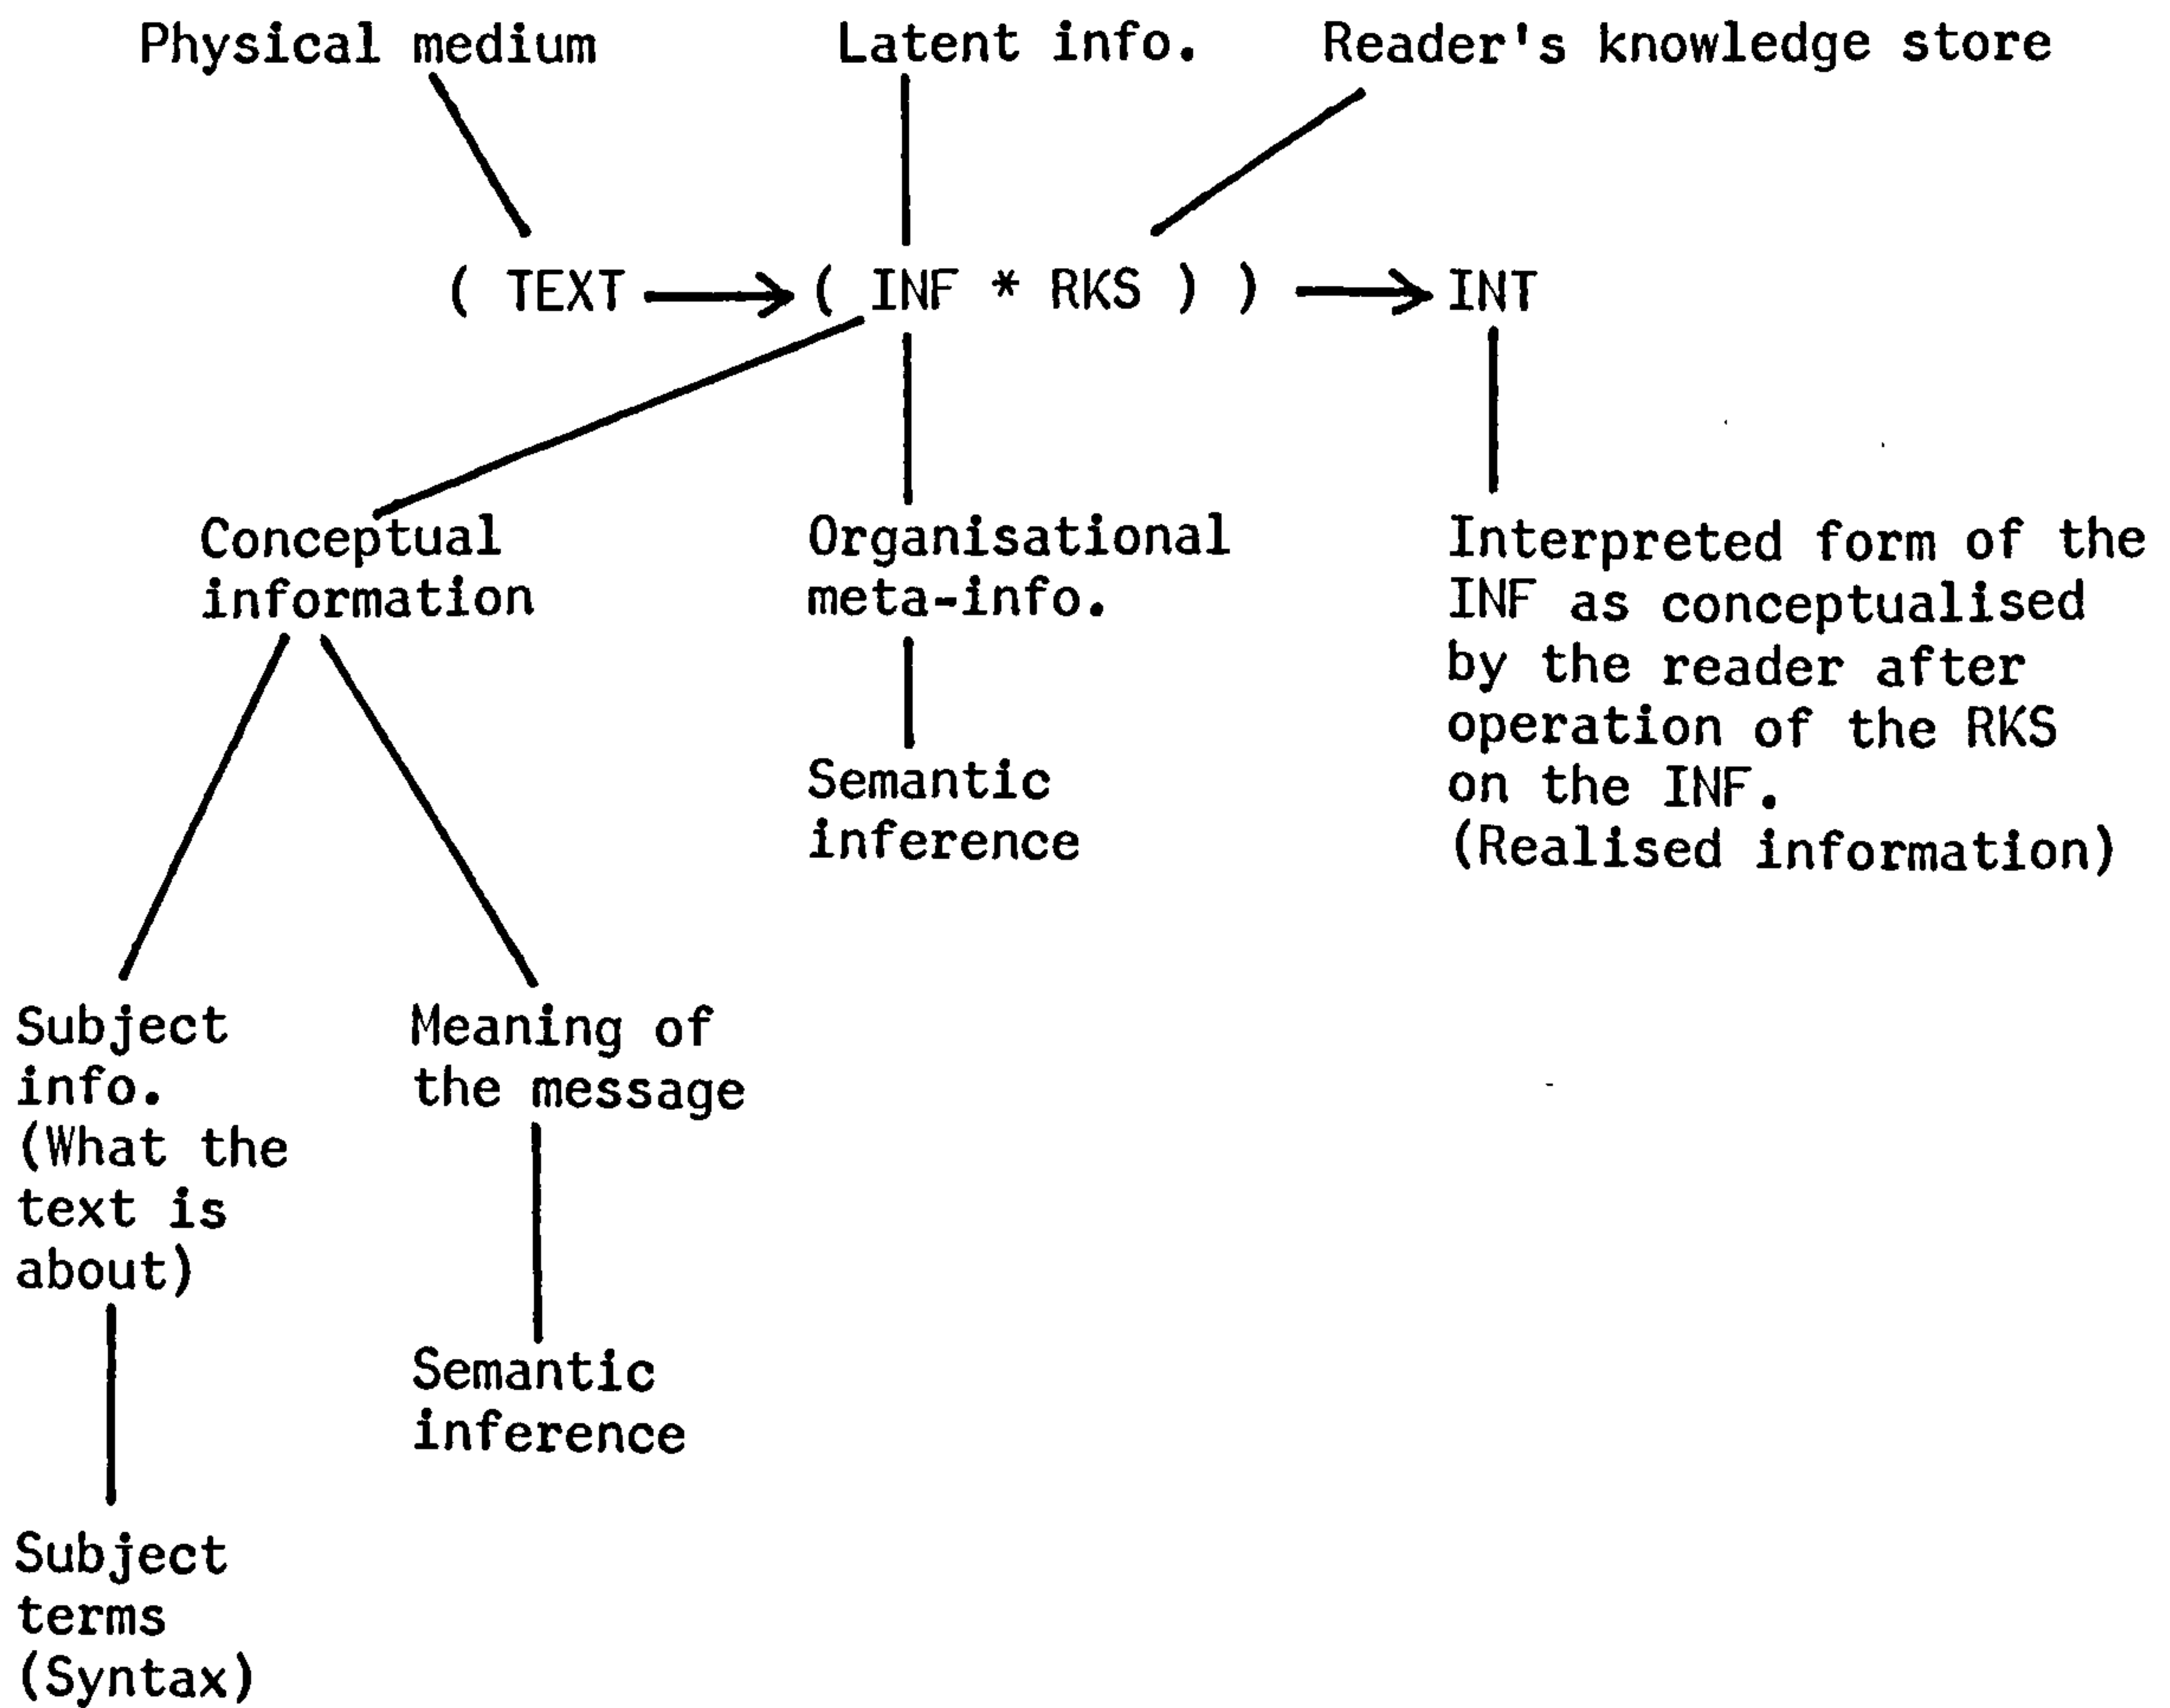 Physical medium
Latent info.
Reader's knowledge store
( TEXT → ( INF * RKS ) ) → INT
Conceptual
information
Organisational
meta-info.
Semantic
inference
Interpreted form of the
INF as conceptualised
by the reader after
operation of the RKS
on the INF.
(Realised information)
Subject
info.
(What the
text is
about)
Meaning of
the message
Semantic
inference
Subject
terms
(Syntax)